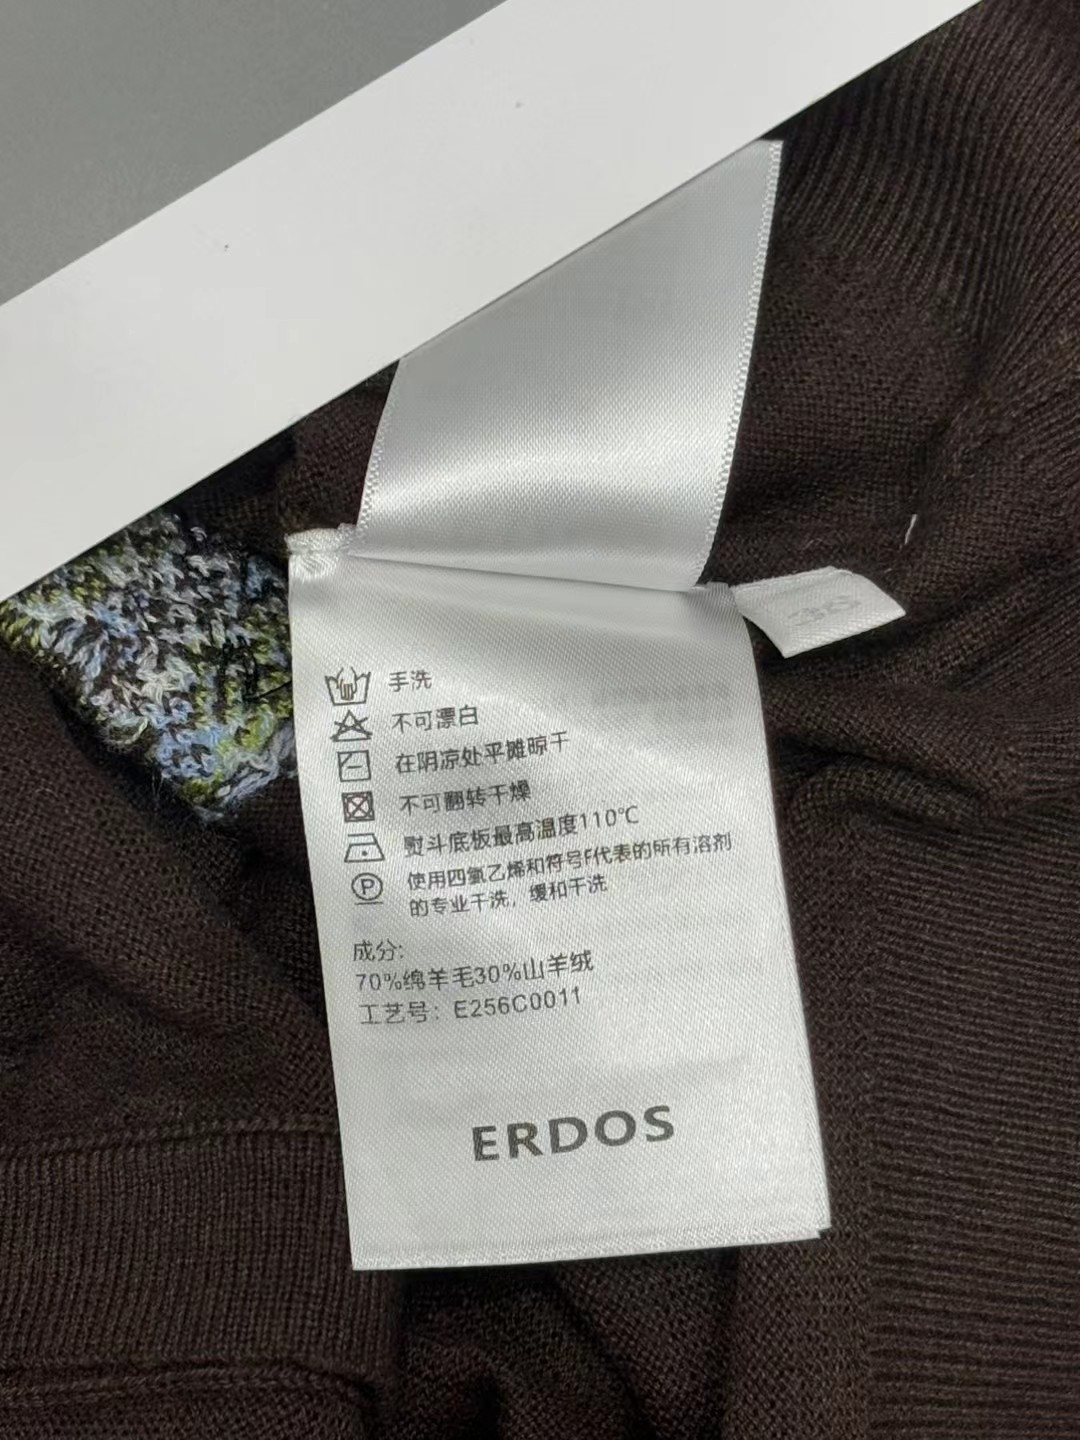 手洗
不可漂白
在阴凉处平摊晾干
不可翻转干燥
熨斗底板最高温度110℃
P
使用四氯乙烯和符号F代表的所有溶剂
的专业干洗，缓和干洗
成分:
70%绵羊毛30%山羊绒
工艺号: E256C0011
ERDOS